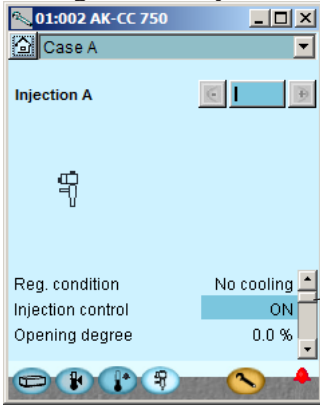 01:002 AK-CC 750
Case A
Injection A
I
Reg. condition No cooling
Injection control ON
Opening degree 0.0 %